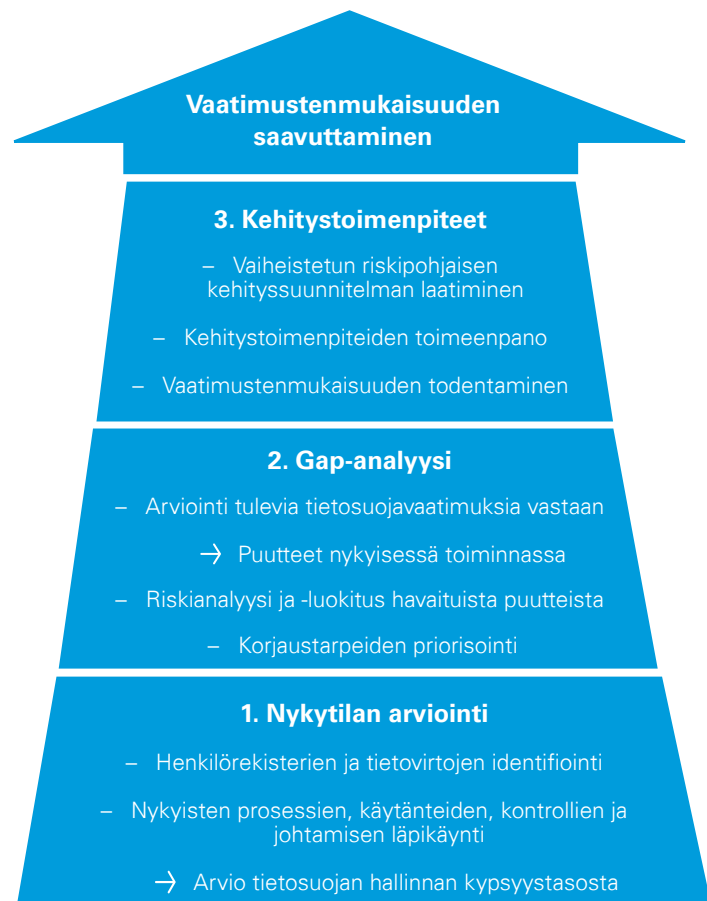 Vaatimustenmukaisuuden
saavuttaminen
3. Kehitystoimenpiteet
– Vaiheistetun riskipohjaisen
kehityssuunnitelman laatiminen
– Kehitystoimenpiteiden toimeenpano
– Vaatimustenmukaisuuden todentaminen
2. Gap-analyysi
– Arviointi tulevia tietosuojavaatimuksia vastaan
→ Puutteet nykyisessä toiminnassa
– Riskianalyysi ja -luokitus havaituista puutteista
– Korjaustarpeiden priorisointi
1. Nykytilan arviointi
– Henkilörekisterien ja tietovirtojen identifiointi
– Nykyisten prosessien, käytänteiden, kontrollien ja
johtamisen läpikäynti
→ Arvio tietosuojan hallinnan kypsyystasosta